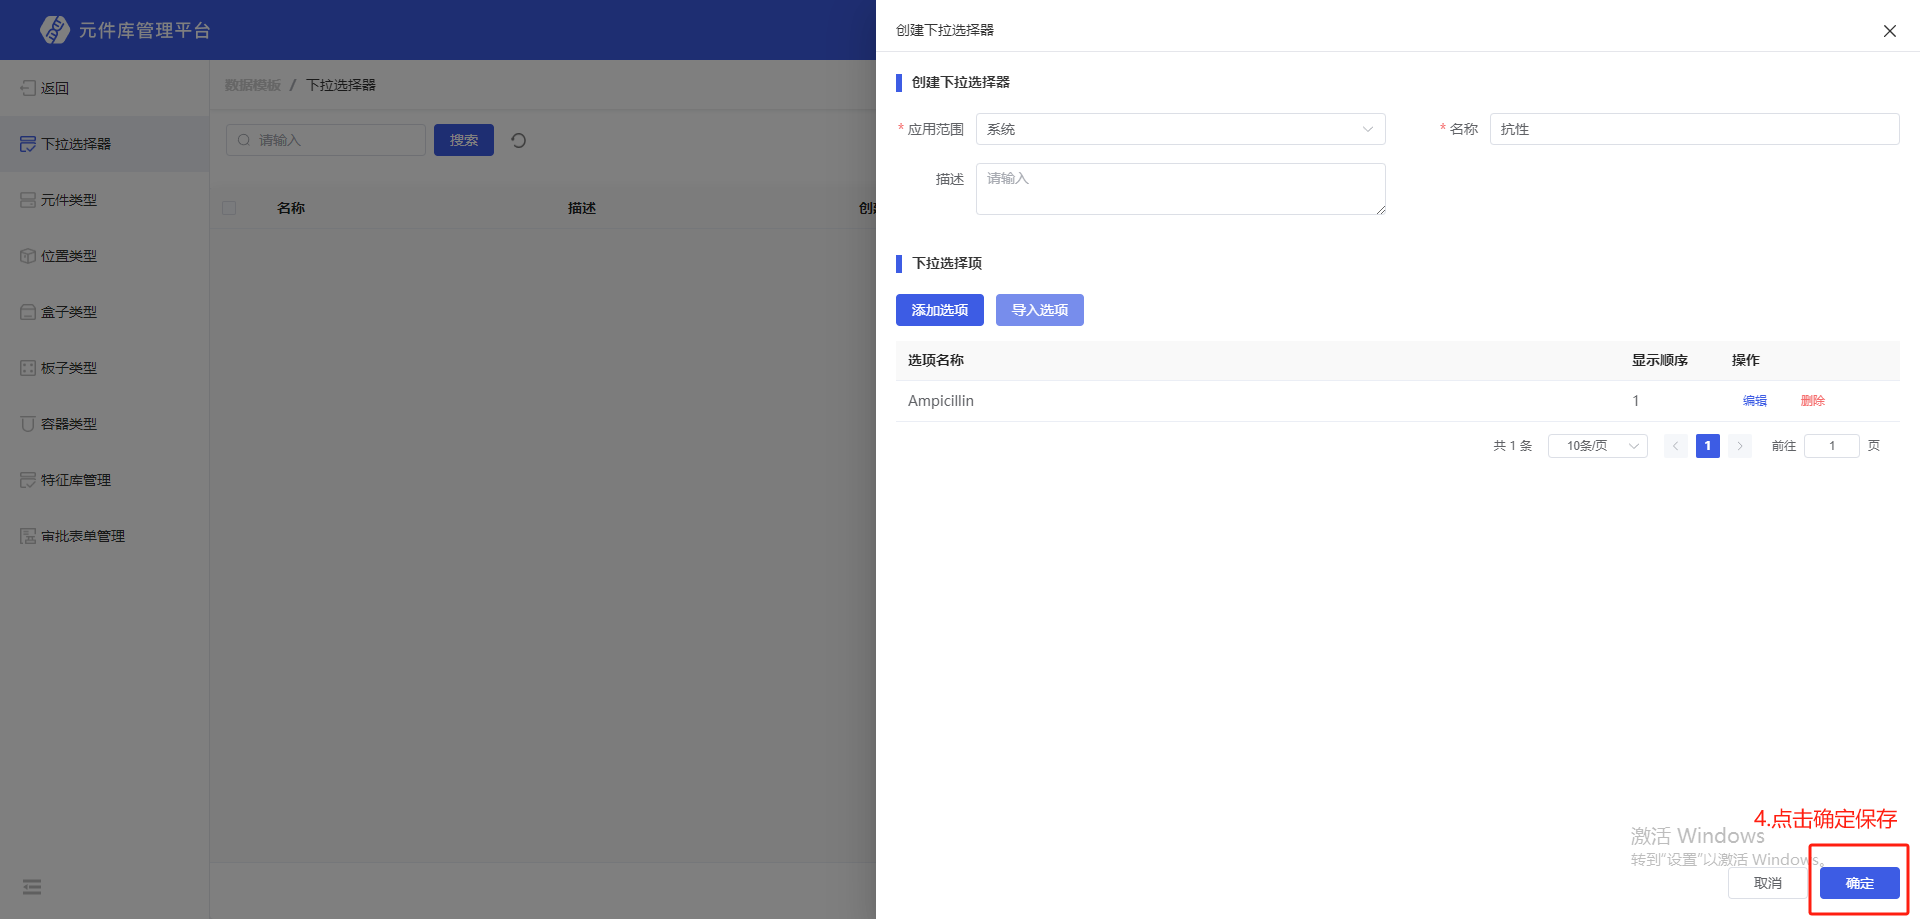 元件库管理平台
返回
下拉选择器
元件类型
位置类型
盒子类型
板子类型
容器类型
特征库管理
审批表单管理
数据模板 / 下拉选择器
请输入 搜索
名称 描述 创建
创建下拉选择器
创建下拉选择器
* 应用范围 系统 * 名称 抗性
描述 请输入
下拉选择项
添加选项 导入选项
选项名称 显示顺序 操作
Ampicillin 1 编辑 删除
共 1 条 10条/页 1 前往 1 页
4.点击确定保存
激活 Windows
转到"设置"以激活 Windows。
取消 确定